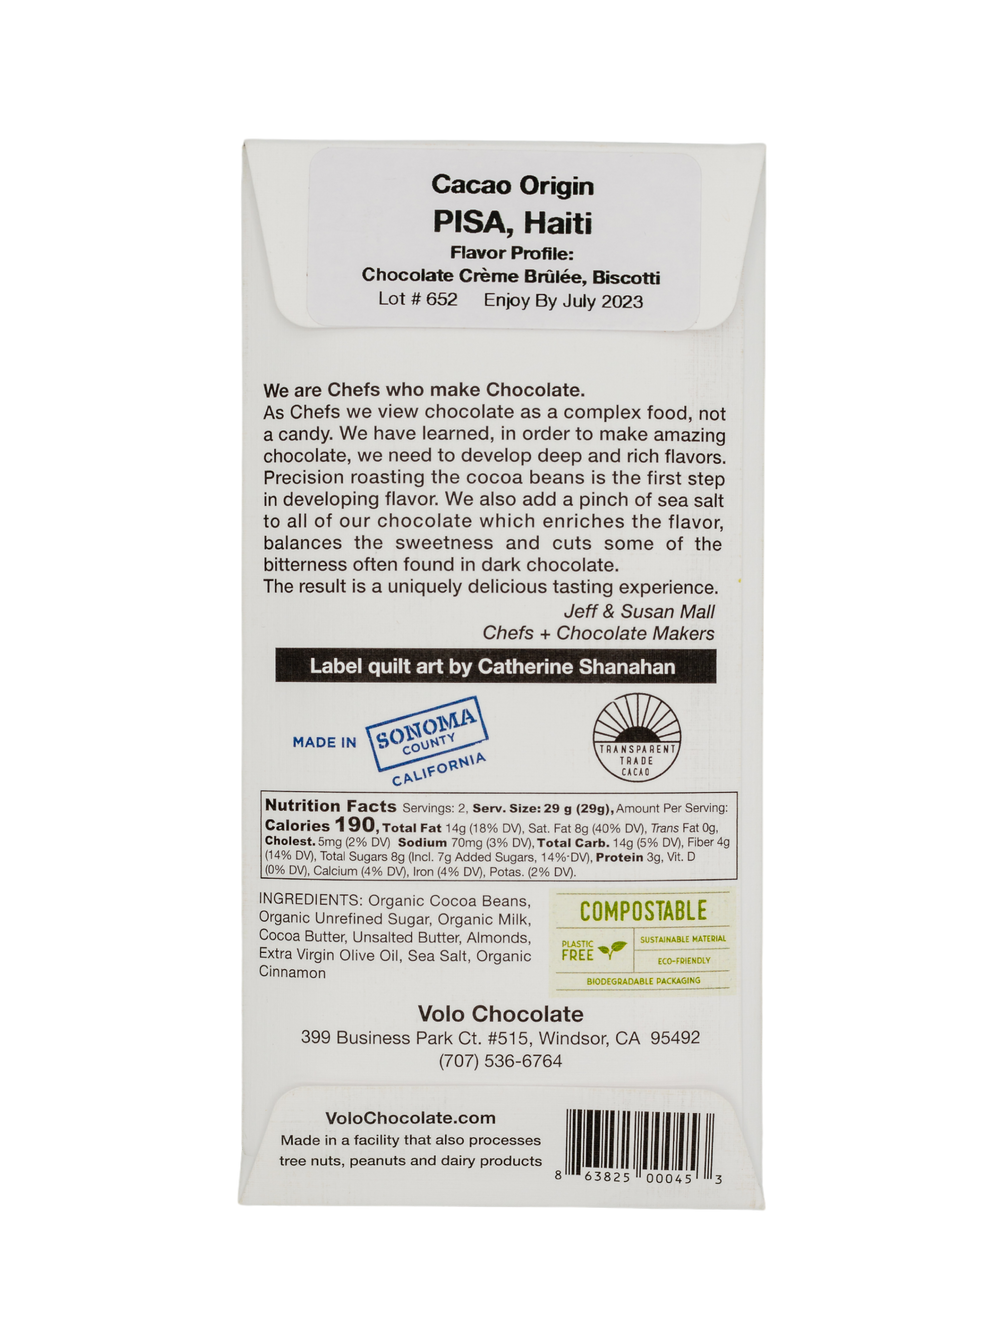 Cacao Origin
PISA, Haiti
Flavor Profile:
Chocolate Crème Brûlée, Biscotti
Lot # 652 Enjoy By July 2023
We are Chefs who make Chocolate.
As Chefs we view chocolate as a complex food, not
a candy. We have learned, in order to make amazing
chocolate, we need to develop deep and rich flavors.
Precision roasting the cocoa beans is the first step
in developing flavor. We also add a pinch of sea salt
to all of our chocolate which enriches the flavor,
balances the sweetness and cuts some of the
bitterness often found in dark chocolate.
The result is a uniquely delicious tasting experience.
Jeff & Susan Mall
Chefs + Chocolate Makers
Label quilt art by Catherine Shanahan
MADE IN
SONOMA
COUNTY
CALIFORNIA
TRANSPARENT
TRADE
CACAO
Nutrition Facts Servings: 2, Serv. Size: 29 g (29g), Amount Per Serving:
Calories 190, Total Fat 14g (18% DV), Sat. Fat 8g (40% DV), Trans Fat 0g,
Cholest. 5mg (2% DV) Sodium 70mg (3% DV), Total Carb. 14g (5% DV), Fiber 4g
(14% DV), Total Sugars 8g (Incl. 7g Added Sugars, 14% DV), Protein 3g, Vit. D
(0% DV), Calcium (4% DV), Iron (4% DV), Potas. (2% DV).
INGREDIENTS: Organic Cocoa Beans,
Organic Unrefined Sugar, Organic Milk,
Cocoa Butter, Unsalted Butter, Almonds,
Extra Virgin Olive Oil, Sea Salt, Organic
Cinnamon
COMPOSTABLE
PLASTIC
FREE
SUSTAINABLE MATERIAL
ECO-FRIENDLY
BIODEGRADABLE PACKAGING
Volo Chocolate
399 Business Park Ct. #515, Windsor, CA 95492
(707) 536-6764
VoloChocolate.com
Made in a facility that also processes
tree nuts, peanuts and dairy products
8 63825 00045 3